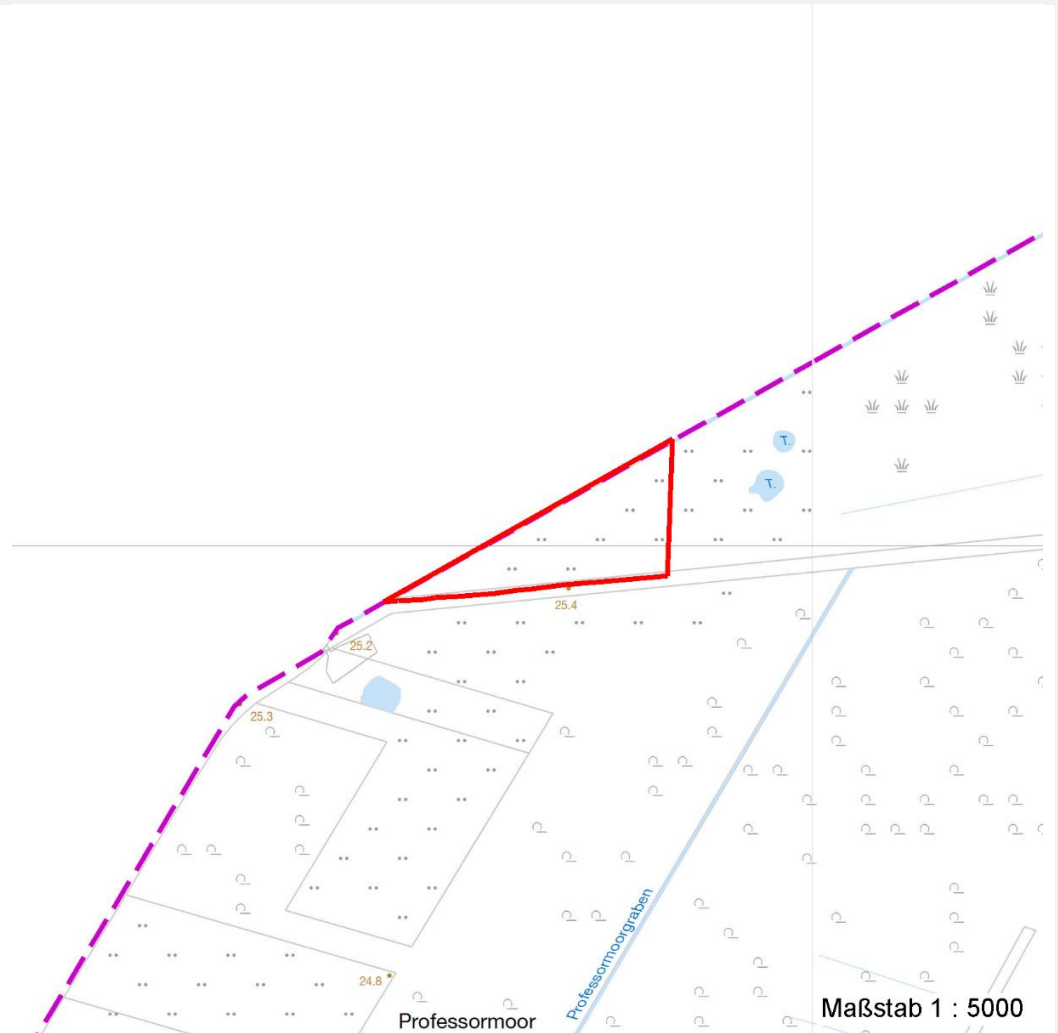 T.
T.
25.4
25.2
25.3
Professormoorgraben
24.8
Maßstab 1 : 5000
Professormoor